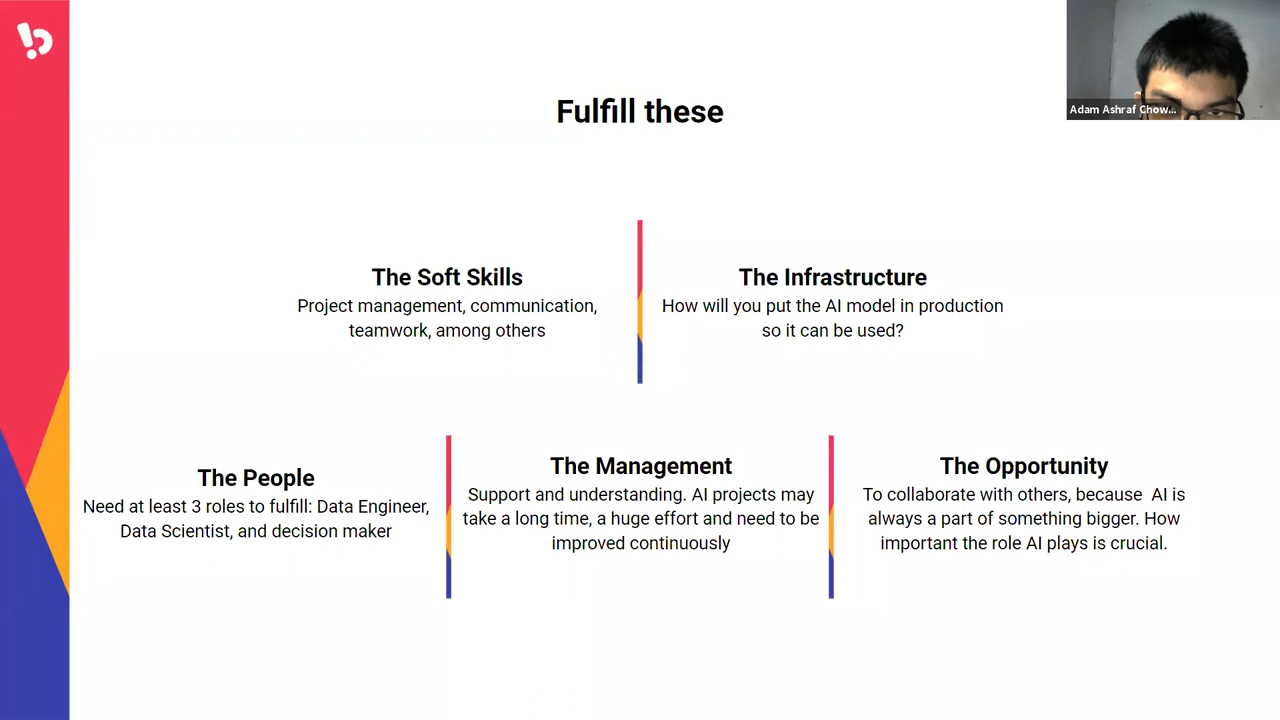 Fulfill these
Adam Ashraf Chow...
The Soft Skills
Project management, communication,
teamwork, among others
The Infrastructure
How will you put the AI model in production
so it can be used?
The People
Need at least 3 roles to fulfill: Data Engineer,
Data Scientist, and decision maker
The Management
Support and understanding. AI projects may
take a long time, a huge effort and need to be
improved continuously
The Opportunity
To collaborate with others, because  AI is
always a part of something bigger. How
important the role AI plays is crucial.